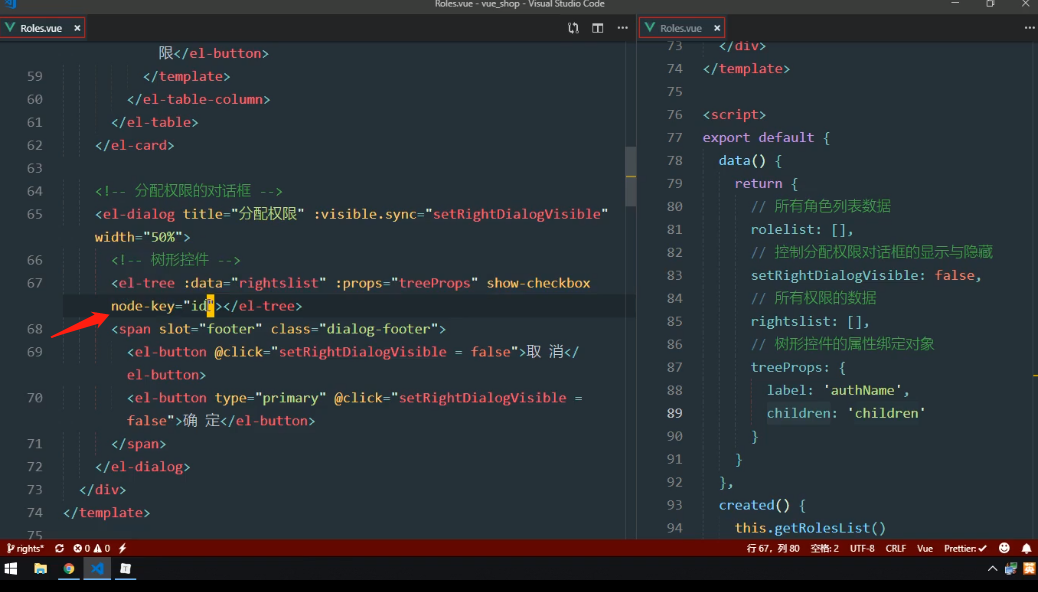 Roles.vue - vue_shop - Visual Studio Code
Roles.vue ×
限</el-button>
59 </template>
60 </el-table-column>
61 </el-table>
62 </el-card>
63
64 <!-- 分配权限的对话框 -->
65 <el-dialog title="分配权限" :visible.sync="setRightDialogVisible"
width="50%">
66 <!-- 树形控件 -->
67 <el-tree :data="rightslist" :props="treeProps" show-checkbox
node-key="id"></el-tree>
68 <span slot="footer" class="dialog-footer">
69 <el-button @click="setRightDialogVisible = false">取 消</
el-button>
70 <el-button type="primary" @click="setRightDialogVisible =
false">确 定</el-button>
71 </span>
72 </el-dialog>
73 </div>
74 </template>
75
Roles.vue ×
73 </div>
74 </template>
75
76 <script>
77 export default {
78 data() {
79 return {
80 // 所有角色列表数据
81 rolelist: [],
82 // 控制分配权限对话框的显示与隐藏
83 setRightDialogVisible: false,
84 // 所有权限的数据
85 rightslist: [],
86 // 树形控件的属性绑定对象
87 treeProps: {
88 label: 'authName',
89 children: 'children'
90 }
91 }
92 },
93 created() {
94 this.getRolesList()
rights* 0 0 行 67，列 80 空格: 2 UTF-8 CRLF Vue Prettier: ✓
英